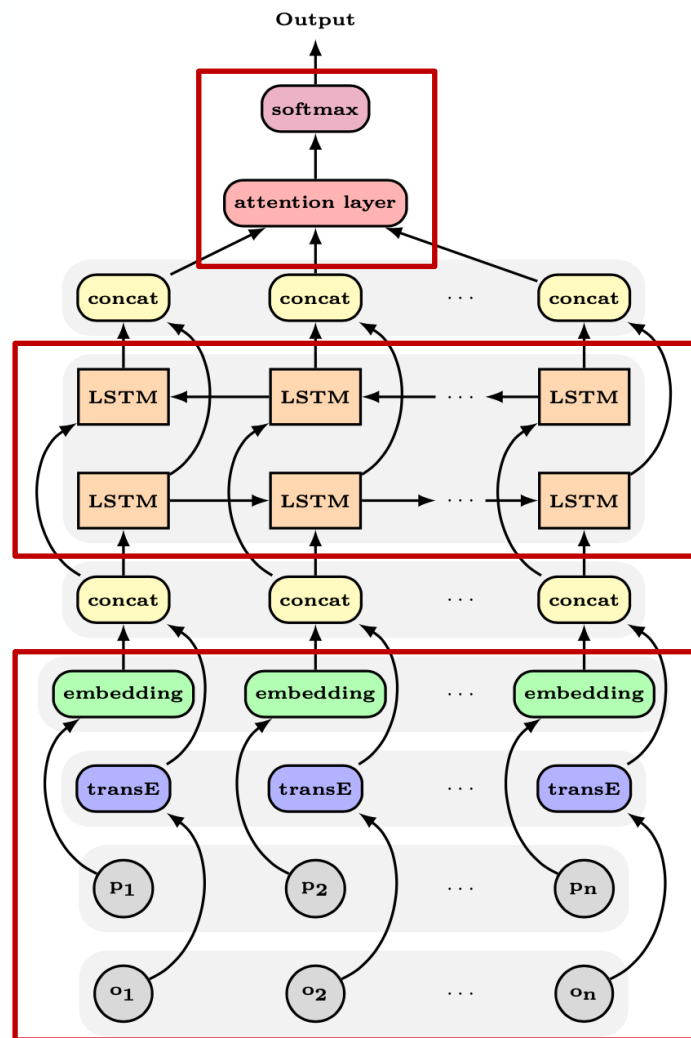 Output
softmax
attention layer
concat concat ... concat
LSTM LSTM ... LSTM
LSTM LSTM ... LSTM
concat concat ... concat
embedding embedding ... embedding
transE transE ... transE
p1 p2 ... pn
o1 o2 ... on